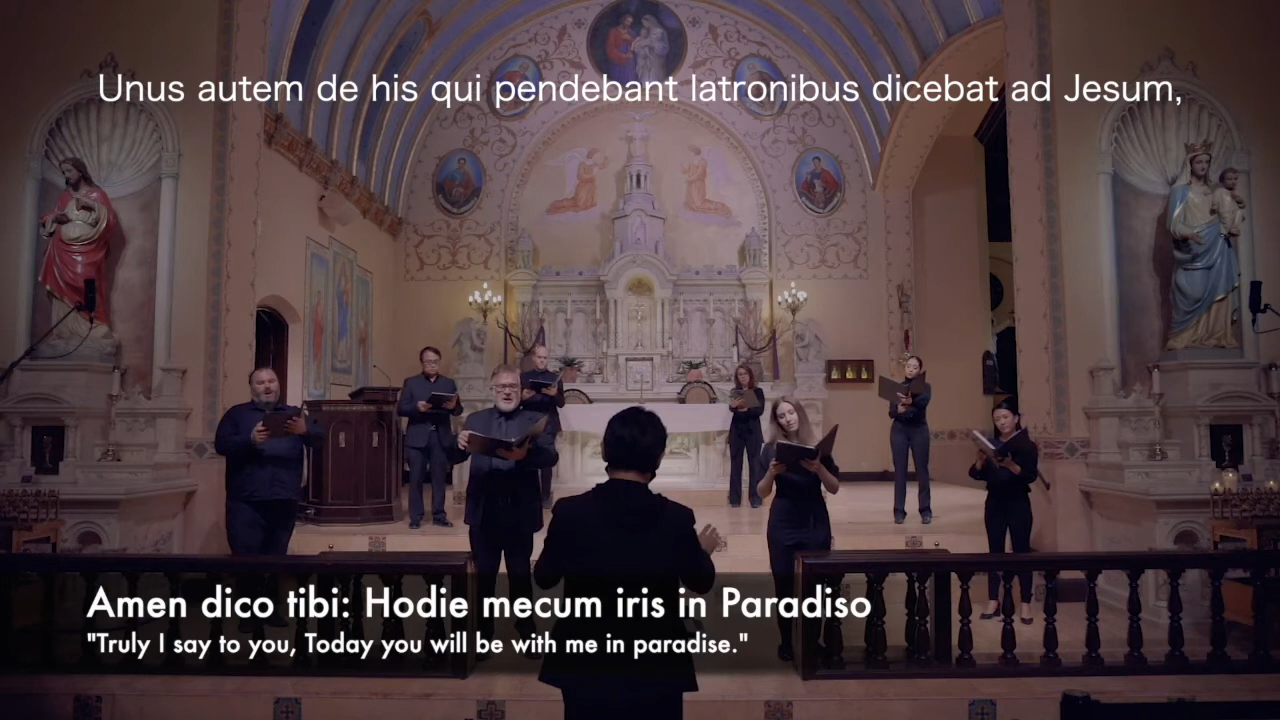 Unus autem de his qui pendebant latronibus dicebat ad Jesum,
Amen dico tibi: Hodie mecum iris in Paradiso
"Truly I say to you, Today you will be with me in paradise."